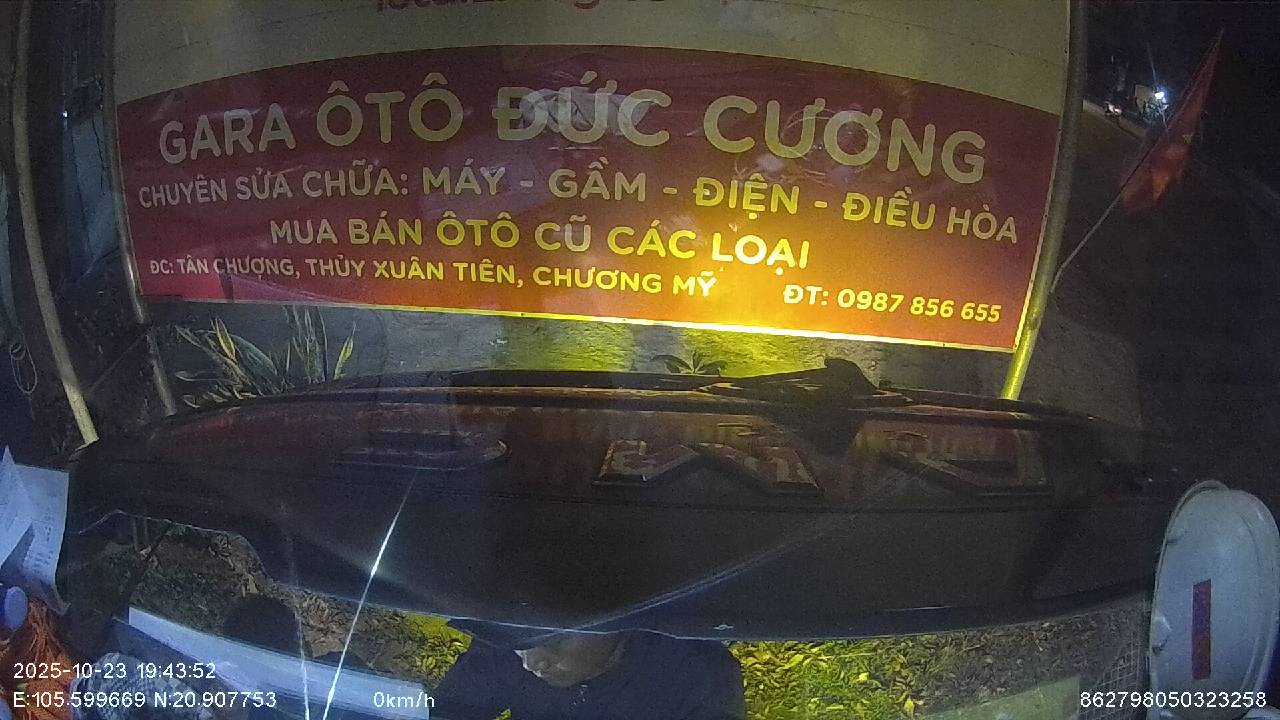 GARA ÔTÔ ĐỨC CƯƠNG
CHUYÊN SỬA CHỮA: MÁY - GẦM - ĐIỆN - ĐIỀU HÒA
MUA BÁN ÔTÔ CŨ CÁC LOẠI
ĐC: TÂN CHƯỢNG, THỦY XUÂN TIÊN, CHƯƠNG MỸ ĐT: 0987 856 655
2025-10-23 19:43:52
E:105.599669 N:20.907753 0km/h 862798050323258